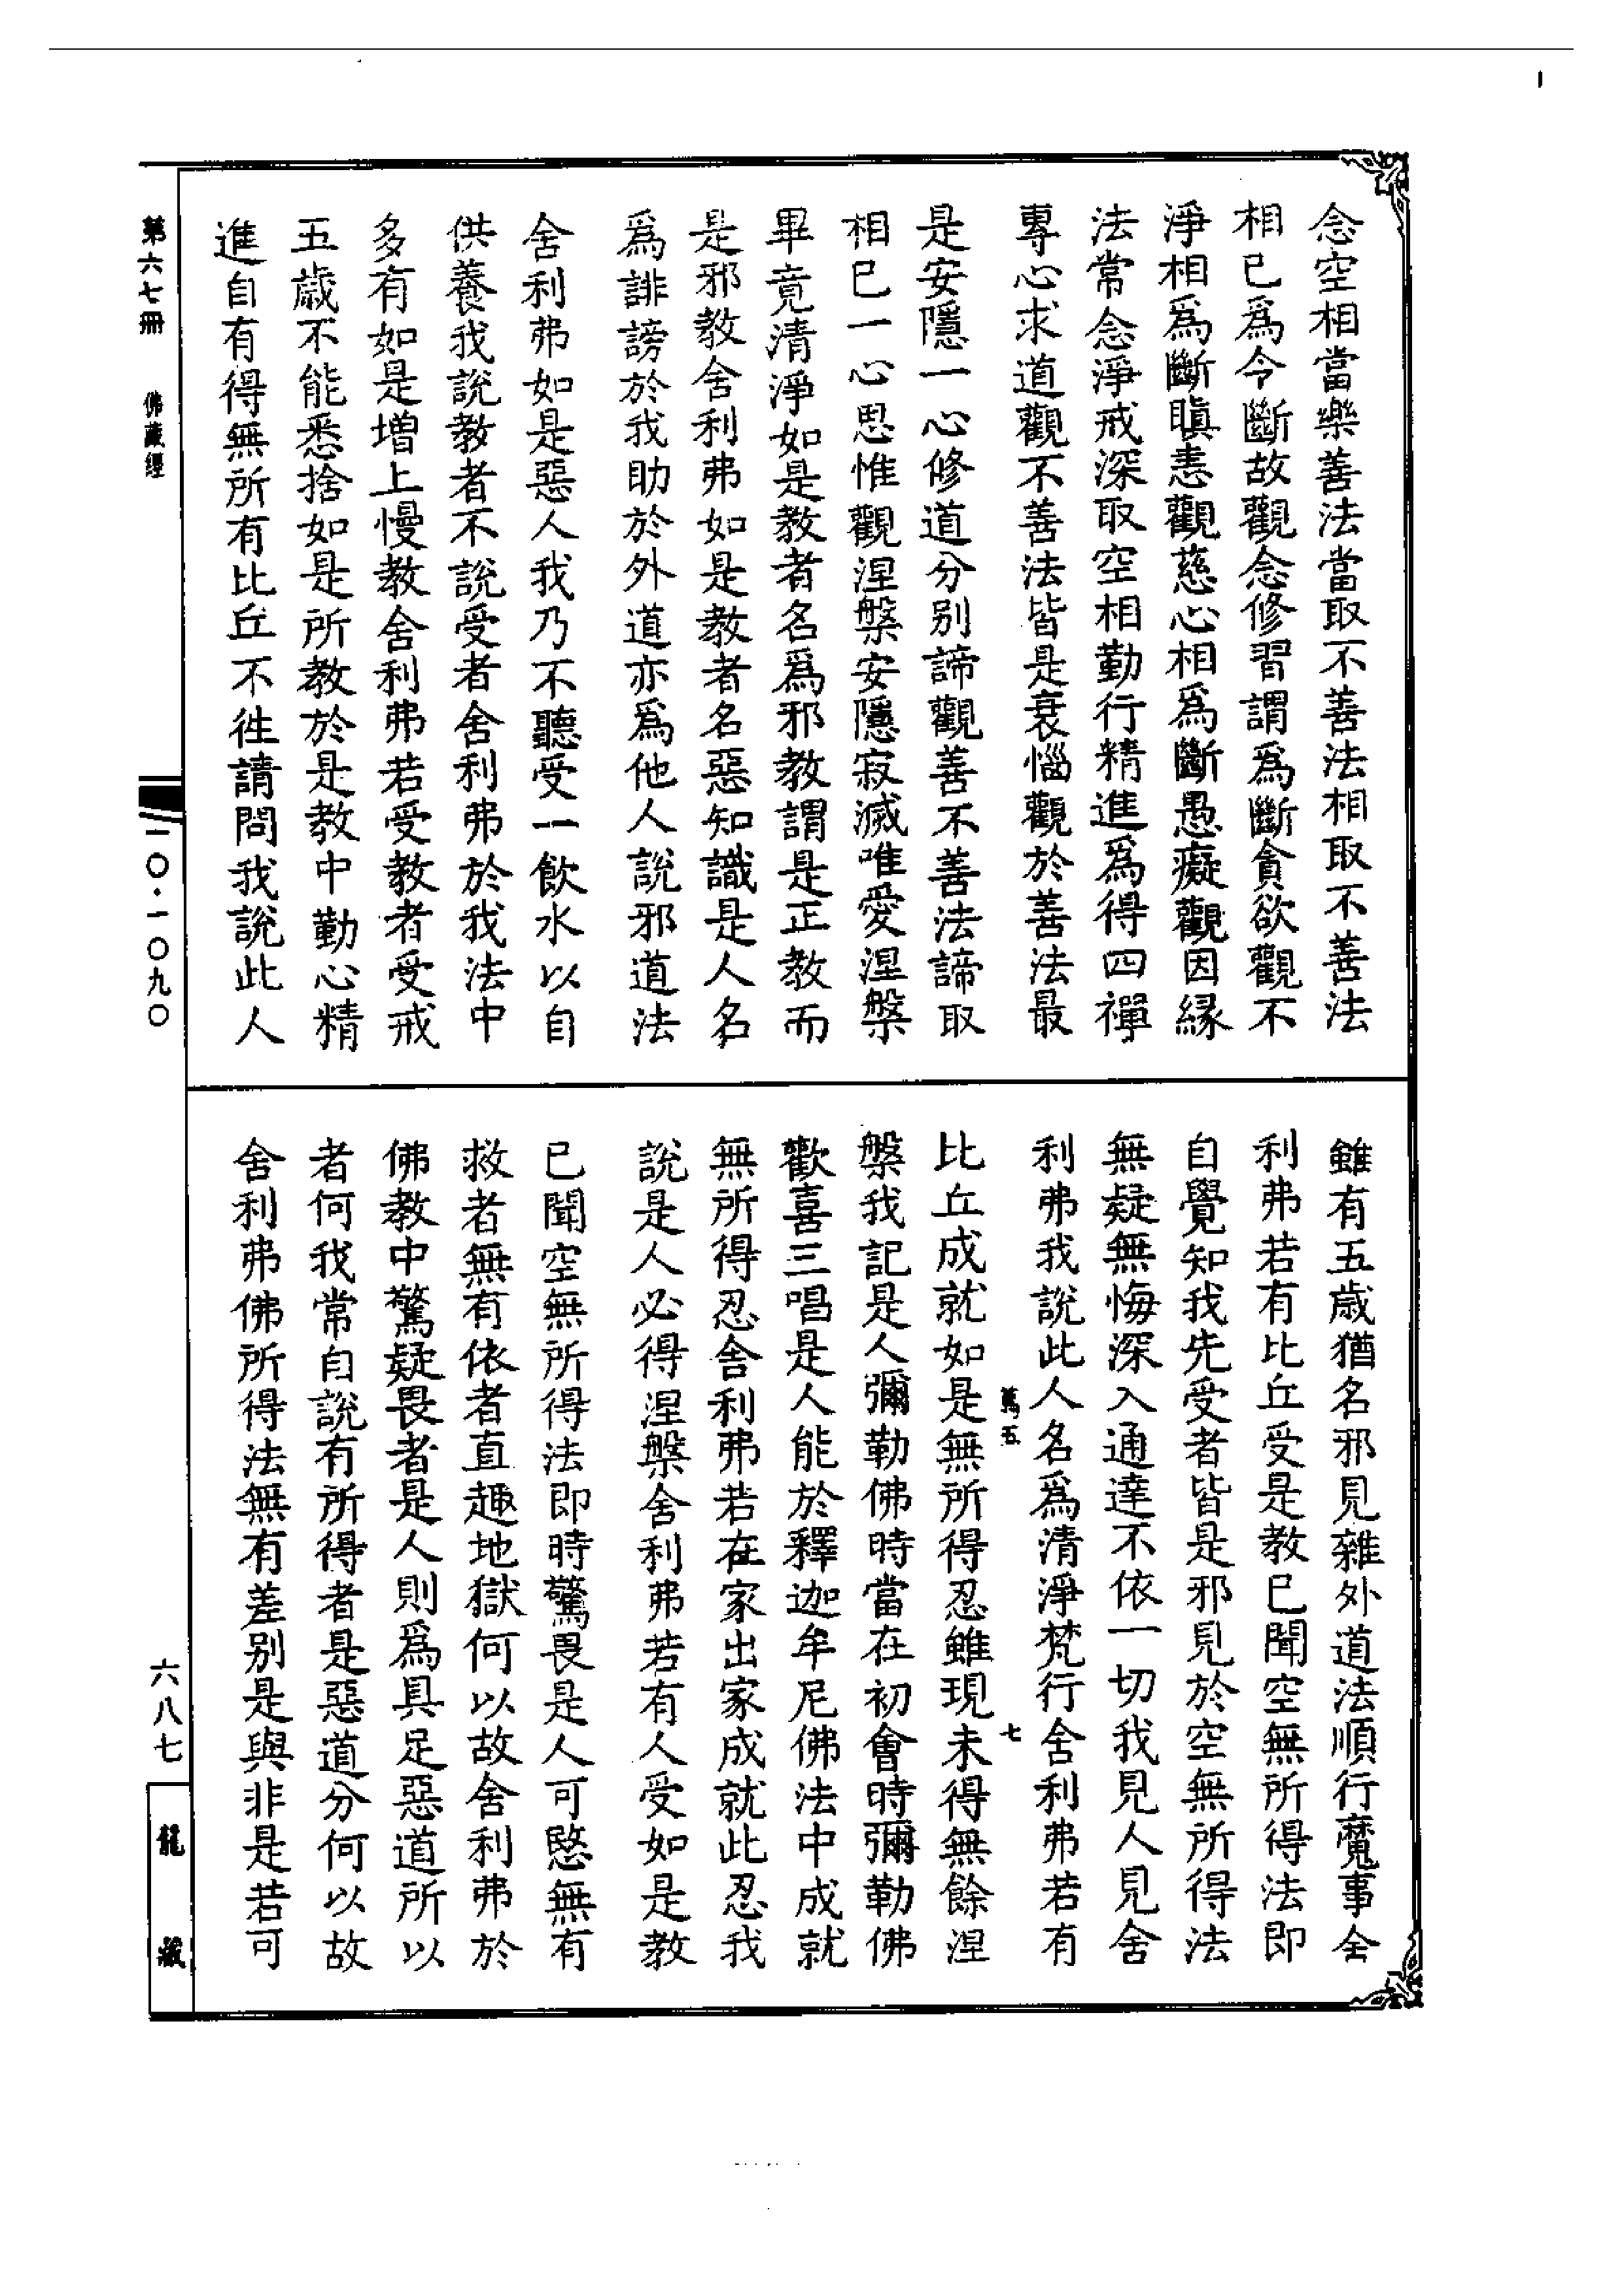 念空相當樂善法當取不善法相取不善法
相已爲今斷故觀念修習謂爲斷貪欲觀不
淨相爲斷瞋恚觀慈心相爲斷愚癡觀因緣
法常念淨戒深取空相勤行精進爲得四禪
專心求道觀不善法皆是衰惱觀於善法最
是安隱一心修道分別諦觀善不善法諦取
相已一心思惟觀涅槃安隱寂滅唯愛涅槃
畢竟清淨如是教者名爲邪教謂是正教而
是邪教舍利弗如是教者名惡知識是人名
爲誹謗於我助於外道亦爲他人說邪道法
舍利弗如是惡人我乃不聽受一飲水以自
供養我說教者不說受者舍利弗於我法中
多有如是增上慢教舍利弗若受教者受戒
五歲不能悉捨如是所教於是教中勤心精
進自有得無所有比丘不往請問我說此人
雖有五歲猶名邪見雜外道法順行魔事舍
利弗若有比丘受是教已聞空無所得法即
自覺知我先受者皆是邪見於空無所得法
無疑無悔深入通達不依一切我見人見舍
利弗我說此人名爲清淨梵行舍利弗若有
萬五 七
比丘成就如是無所得忍雖現未得無餘涅
槃我記是人彌勒佛時當在初會時彌勒佛
歡喜三唱是人能於釋迦牟尼佛法中成就
無所得忍舍利弗若在家出家成就此忍我
說是人必得涅槃舍利弗若有人受如是教
已聞空無所得法即時驚畏是人可愍無有
救者無有依者直趣地獄何以故舍利弗於
佛教中驚疑畏者是人則爲具足惡道所以
者何我常自說有所得者是惡道分何以故
舍利弗佛所得法無有差別是與非是若可
第六七冊 佛藏經
一〇·一〇九〇
六八七
龍藏